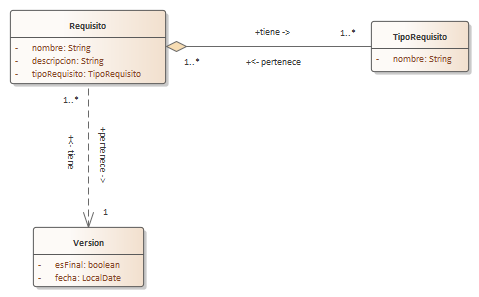 Requisito
- nombre: String
- descripcion: String
- tipoRequisito: TipoRequisito
+tiene ->
1..*
1..*
+<- pertenece
TipoRequisito
- nombre: String
1..*
+<- tiene
+pertenece ->
1
Version
- esFinal: boolean
- fecha: LocalDate